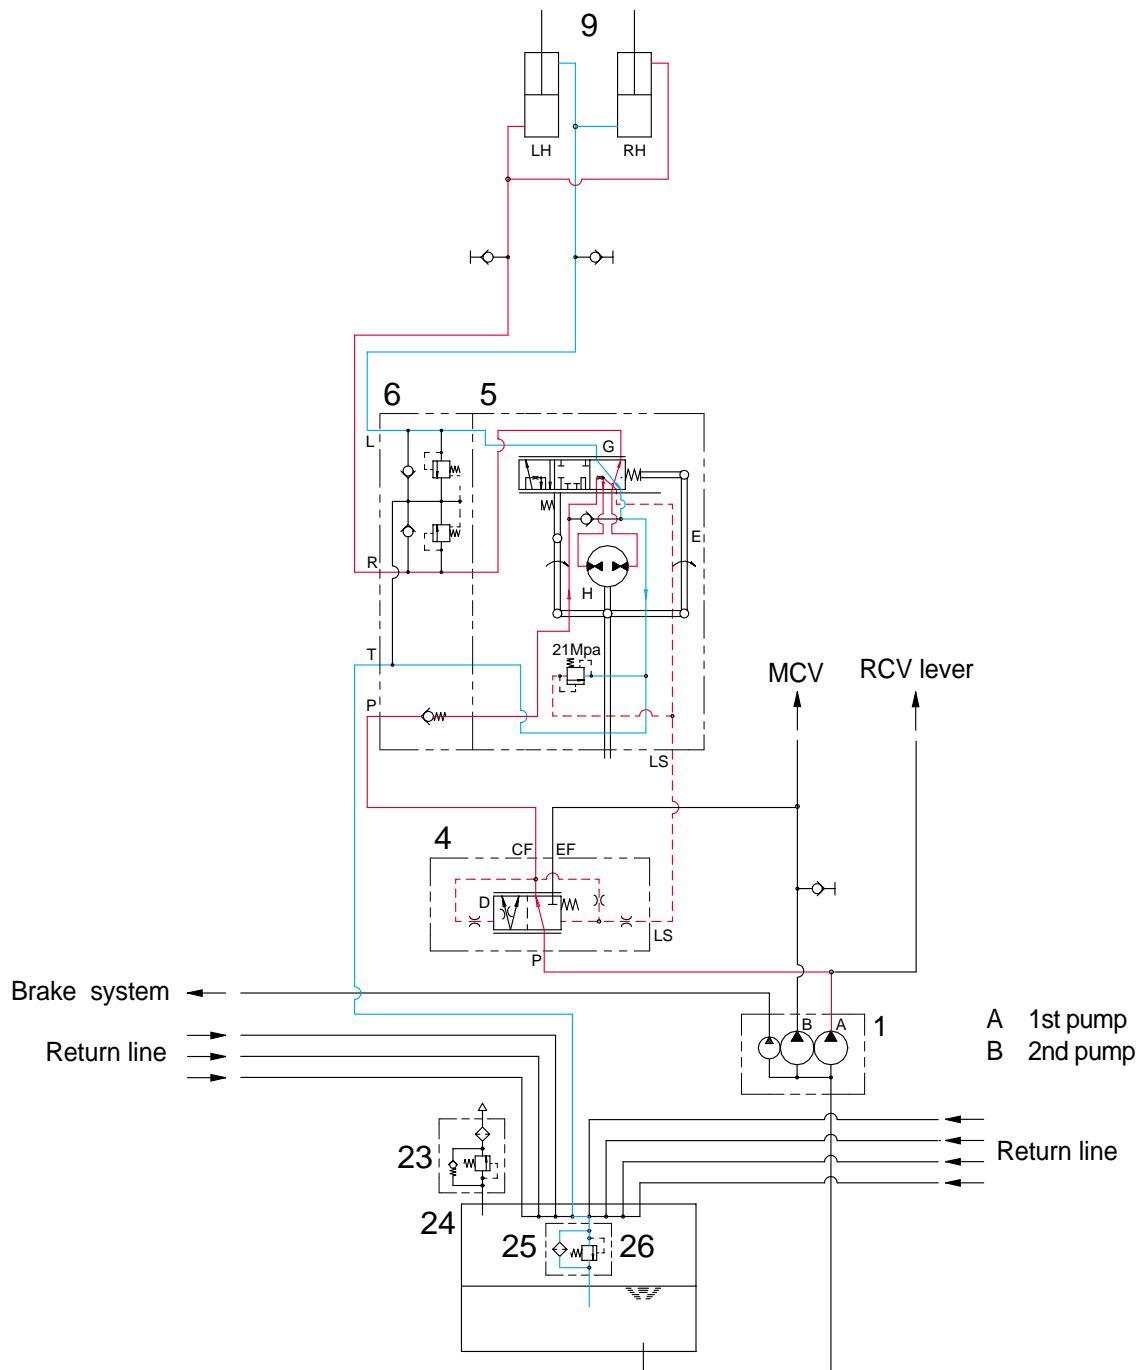 9
LH
RH
6
5
L
G
R
E
H
T
21Mpa
P
MCV
RCV lever
LS
4
CF
EF
D
LS
P
Brake system
B
A
1
A 1st pump
B 2nd pump
Return line
23
Return line
24
25
26